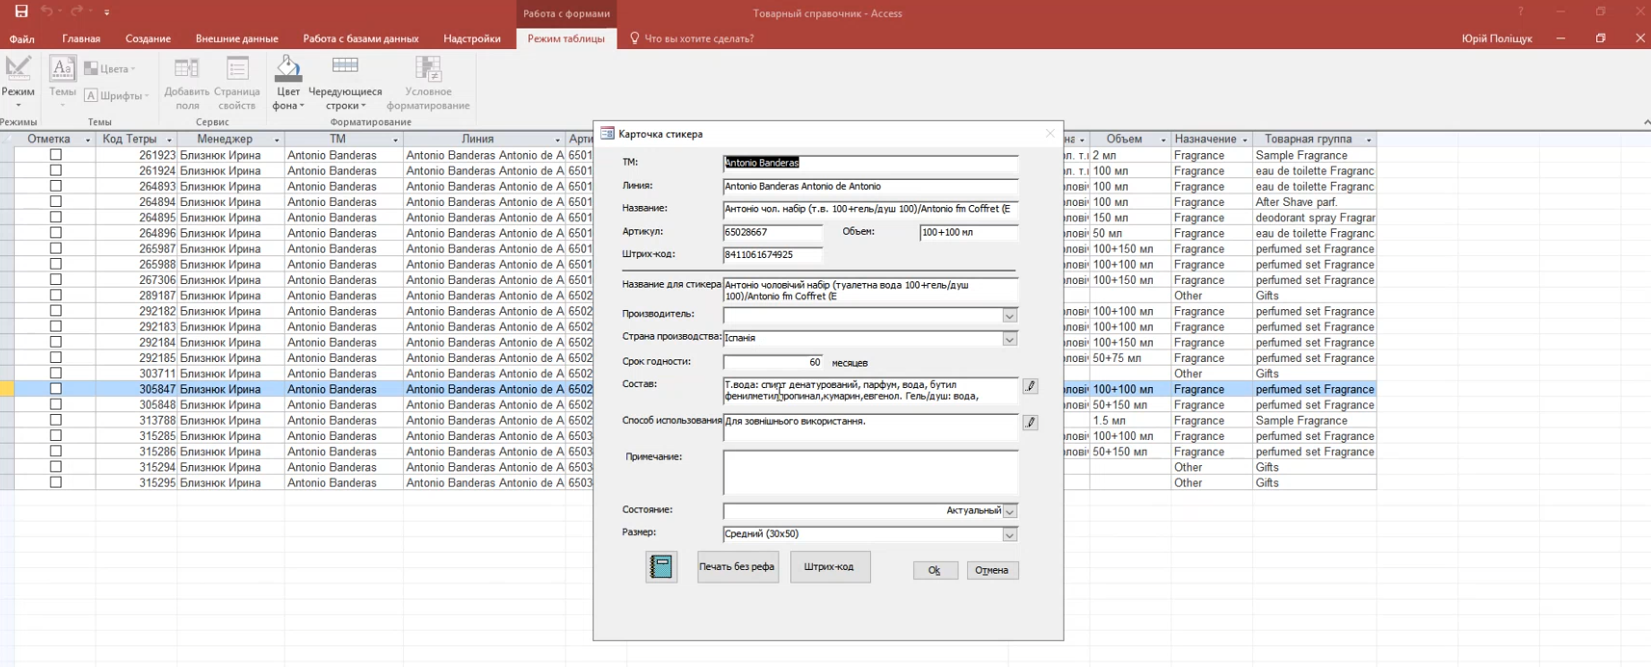 Работа с формами
Товарный справочник - Access
Файл Главная Создание Внешние данные Работа с базами данных Надстройки Режим таблицы Что вы хотите сделать? Юрій Поліщук
Режим
Темы
Цвета
Шрифты
Добавить поля
Страница свойств
Цвет фона
Чередующиеся строки
Условное форматирование
Режимы Темы Сервис Форматирование
Отметка Код Тетры Менеджер ТМ Линия Арти на Объем Назначение Товарная группа
261923 Близнюк Ирина Antonio Banderas Antonio Banderas Antonio de A 6501 ол. т. 2 мл Fragrance Sample Fragrance
261924 Близнюк Ирина Antonio Banderas Antonio Banderas Antonio de A 6501 ол. т. 100 мл Fragrance eau de toilette Fragranc
264893 Близнюк Ирина Antonio Banderas Antonio Banderas Antonio de A 6501 оловіч 100 мл Fragrance eau de toilette Fragranc
264894 Близнюк Ирина Antonio Banderas Antonio Banderas Antonio de A 6501 оловіч 100 мл Fragrance After Shave parf.
264895 Близнюк Ирина Antonio Banderas Antonio Banderas Antonio de A 6501 оловіч 150 мл Fragrance deodorant spray Fragrar
264896 Близнюк Ирина Antonio Banderas Antonio Banderas Antonio de A 6501 оловіч 50 мл Fragrance eau de toilette Fragranc
265987 Близнюк Ирина Antonio Banderas Antonio Banderas Antonio de A 6501 ловіч 100+150 мл Fragrance perfumed set Fragrance
265988 Близнюк Ирина Antonio Banderas Antonio Banderas Antonio de A 6501 ловіч 100+100 мл Fragrance perfumed set Fragrance
267306 Близнюк Ирина Antonio Banderas Antonio Banderas Antonio de A 6501 ловіч 100+150 мл Fragrance perfumed set Fragrance
289187 Близнюк Ирина Antonio Banderas Antonio Banderas Antonio de A 6502 Other Gifts
292182 Близнюк Ирина Antonio Banderas Antonio Banderas Antonio de A 6502 ловіч 100+100 мл Fragrance perfumed set Fragrance
292183 Близнюк Ирина Antonio Banderas Antonio Banderas Antonio de A 6502 ловіч 100+100 мл Fragrance perfumed set Fragrance
292184 Близнюк Ирина Antonio Banderas Antonio Banderas Antonio de A 6502 ловіч 100+150 мл Fragrance perfumed set Fragrance
292185 Близнюк Ирина Antonio Banderas Antonio Banderas Antonio de A 6502 ловіч 50+75 мл Fragrance perfumed set Fragrance
303711 Близнюк Ирина Antonio Banderas Antonio Banderas Antonio de A 6502 Other Gifts
305847 Близнюк Ирина Antonio Banderas Antonio Banderas Antonio de A 6502 ловіч 100+100 мл Fragrance perfumed set Fragrance
305848 Близнюк Ирина Antonio Banderas Antonio Banderas Antonio de A 6502 ловіч 50+150 мл Fragrance perfumed set Fragrance
313788 Близнюк Ирина Antonio Banderas Antonio Banderas Antonio de A 6502 1.5 мл Fragrance Sample Fragrance
315285 Близнюк Ирина Antonio Banderas Antonio Banderas Antonio de A 6503 ловіч 100+100 мл Fragrance perfumed set Fragrance
315286 Близнюк Ирина Antonio Banderas Antonio Banderas Antonio de A 6503 ловіч 50+150 мл Fragrance perfumed set Fragrance
315294 Близнюк Ирина Antonio Banderas Antonio Banderas Antonio de A 6503 Other Gifts
315295 Близнюк Ирина Antonio Banderas Antonio Banderas Antonio de A 6503 Other Gifts
Карточка стикера
ТМ: Antonio Banderas
Линия: Antonio Banderas Antonio de Antonio
Название: Антоніо чол. набір (т.в. 100+гель/душ 100)/Antonio fm Coffret (E
Артикул: 65028667 Объем: 100+100 мл
Штрих-код: 8411061674925
Название для стикера Антоніо чоловічий набір (туалетна вода 100+гель/душ
100)/Antonio fm Coffret (E
Производитель:
Страна производства: Іспанія
Срок годности: 60 месяцев
Состав: Т.вода: спирт денатурований, парфум, вода, бутил
фенилметилпропинал,кумарин,евгенол. Гель/душ: вода,
Способ использования Для зовнішнього використання.
Примечание:
Состояние: Актуальный
Размер: Средний (30x50)
Печать без рефа Штрих-код Ok Отмена